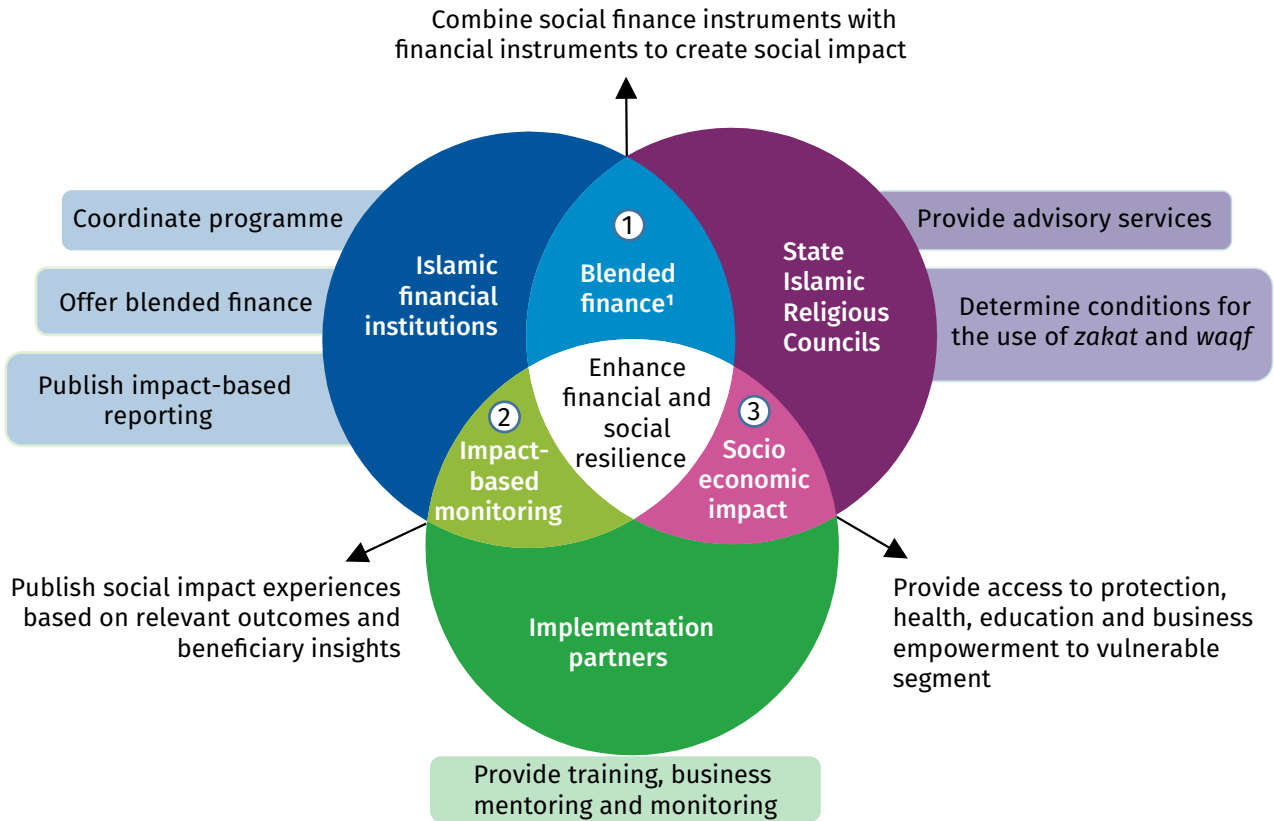 Combine social finance instruments with
financial instruments to create social impact
Coordinate programme
Offer blended finance
Publish impact-based
reporting
Islamic
financial
institutions
1
Blended
finance¹
State
Islamic
Religious
Councils
Provide advisory services
Determine conditions for
the use of zakat and waqf
Enhance
financial and
social
resilience
2
Impact-
based
monitoring
3
Socio
economic
impact
Publish social impact experiences
based on relevant outcomes and
beneficiary insights
Implementation
partners
Provide access to protection,
health, education and business
empowerment to vulnerable
segment
Provide training, business
mentoring and monitoring